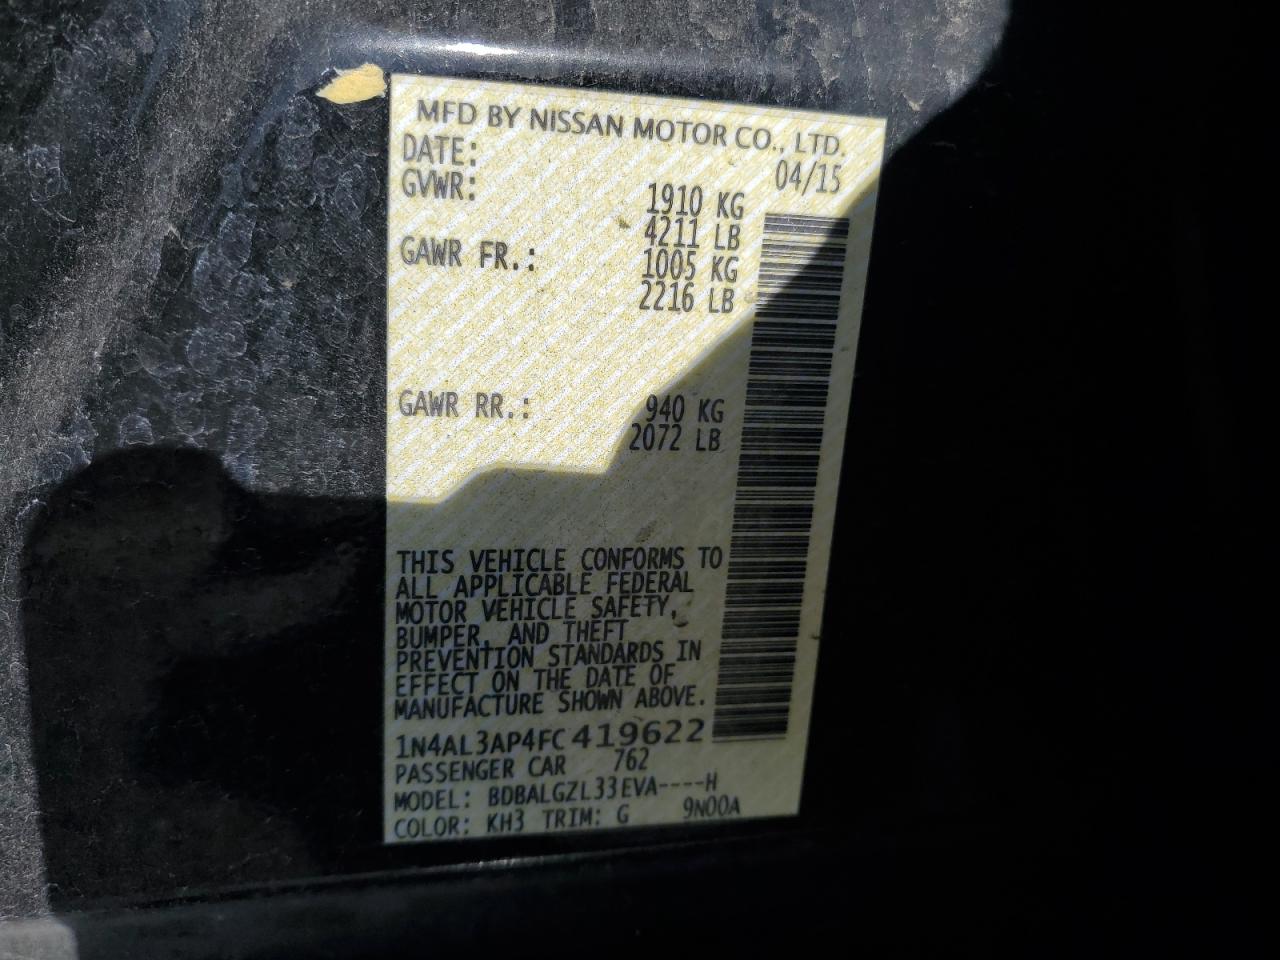 MFD BY NISSAN MOTOR CO., LTD.
DATE: 04/15
GVWR: 1910 KG
4211 LB
GAWR FR.: 1005 KG
2216 LB
GAWR RR.: 940 KG
2072 LB
THIS VEHICLE CONFORMS TO
ALL APPLICABLE FEDERAL
MOTOR VEHICLE SAFETY,
BUMPER, AND THEFT
PREVENTION STANDARDS IN
EFFECT ON THE DATE OF
MANUFACTURE SHOWN ABOVE.
1N4AL3AP4FC419622
PASSENGER CAR 762
MODEL: BDBALGZL33EVA----H
COLOR: KH3 TRIM: G 9N00A